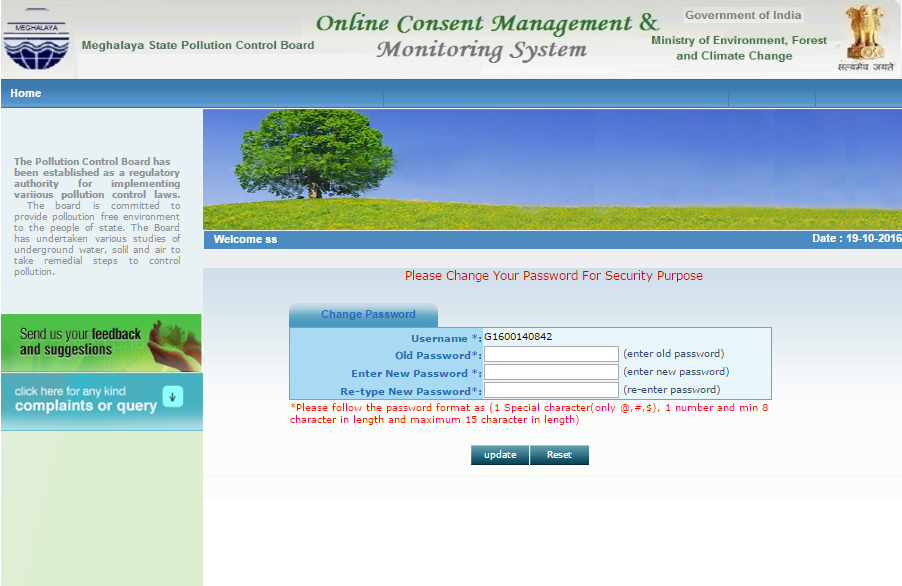 MEGHALAYA
Meghalaya State Pollution Control Board
Online Consent Management &
Monitoring System
Government of India
Ministry of Environment, Forest
and Climate Change
सत्यमेव जयते
Home
The Pollution Control Board has
been established as a regulatory
authority for implementing
variious pollution control laws.
The board is committed to
provide polloution free environment
to the people of state. The Board
has undertaken various studies of
underground water, solil and air to
take remedial steps to control
pollution.
Send us your feedback
and suggestions
click here for any kind
complaints or query
Welcome ss
Date : 19-10-2016
Please Change Your Password For Security Purpose
Change Password
Username *: G1600140842
Old Password*: (enter old password)
Enter New Password *: (enter new password)
Re-type New Password*: (re-enter password)
*Please follow the password format as (1 Special character(only @,#,$), 1 number and min 8
character in length and maximum 15 character in length)
update Reset